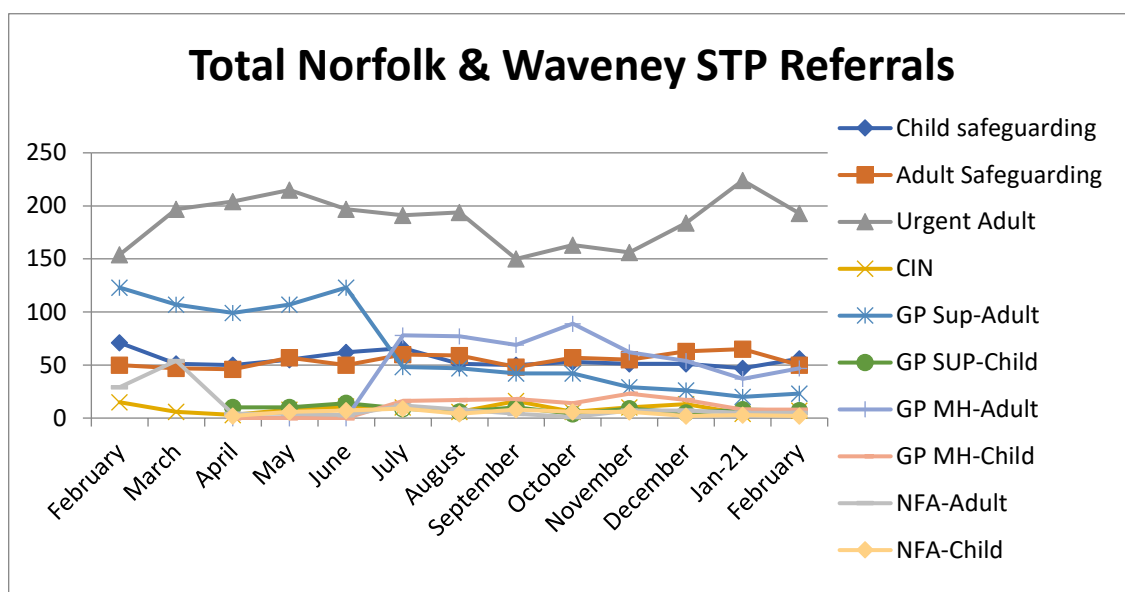 Total Norfolk & Waveney STP Referrals
250
200
150
100
50
0
February
March
April
May
June
July
August
September
October
November
December
Jan-21
February
Child safeguarding
Adult Safeguarding
Urgent Adult
CIN
GP Sup-Adult
GP SUP-Child
GP MH-Adult
GP MH-Child
NFA-Adult
NFA-Child